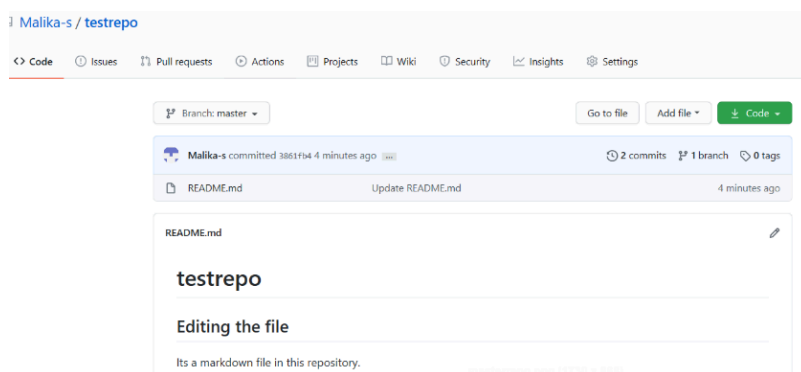 Malika-s / testrepo
Code Issues Pull requests Actions Projects Wiki Security Insights Settings
Branch: master Go to file Add file Code
Malika-s committed 3861fb4 4 minutes ago ... 2 commits 1 branch 0 tags
README.md Update README.md 4 minutes ago
README.md
testrepo
Editing the file
Its a markdown file in this repository.